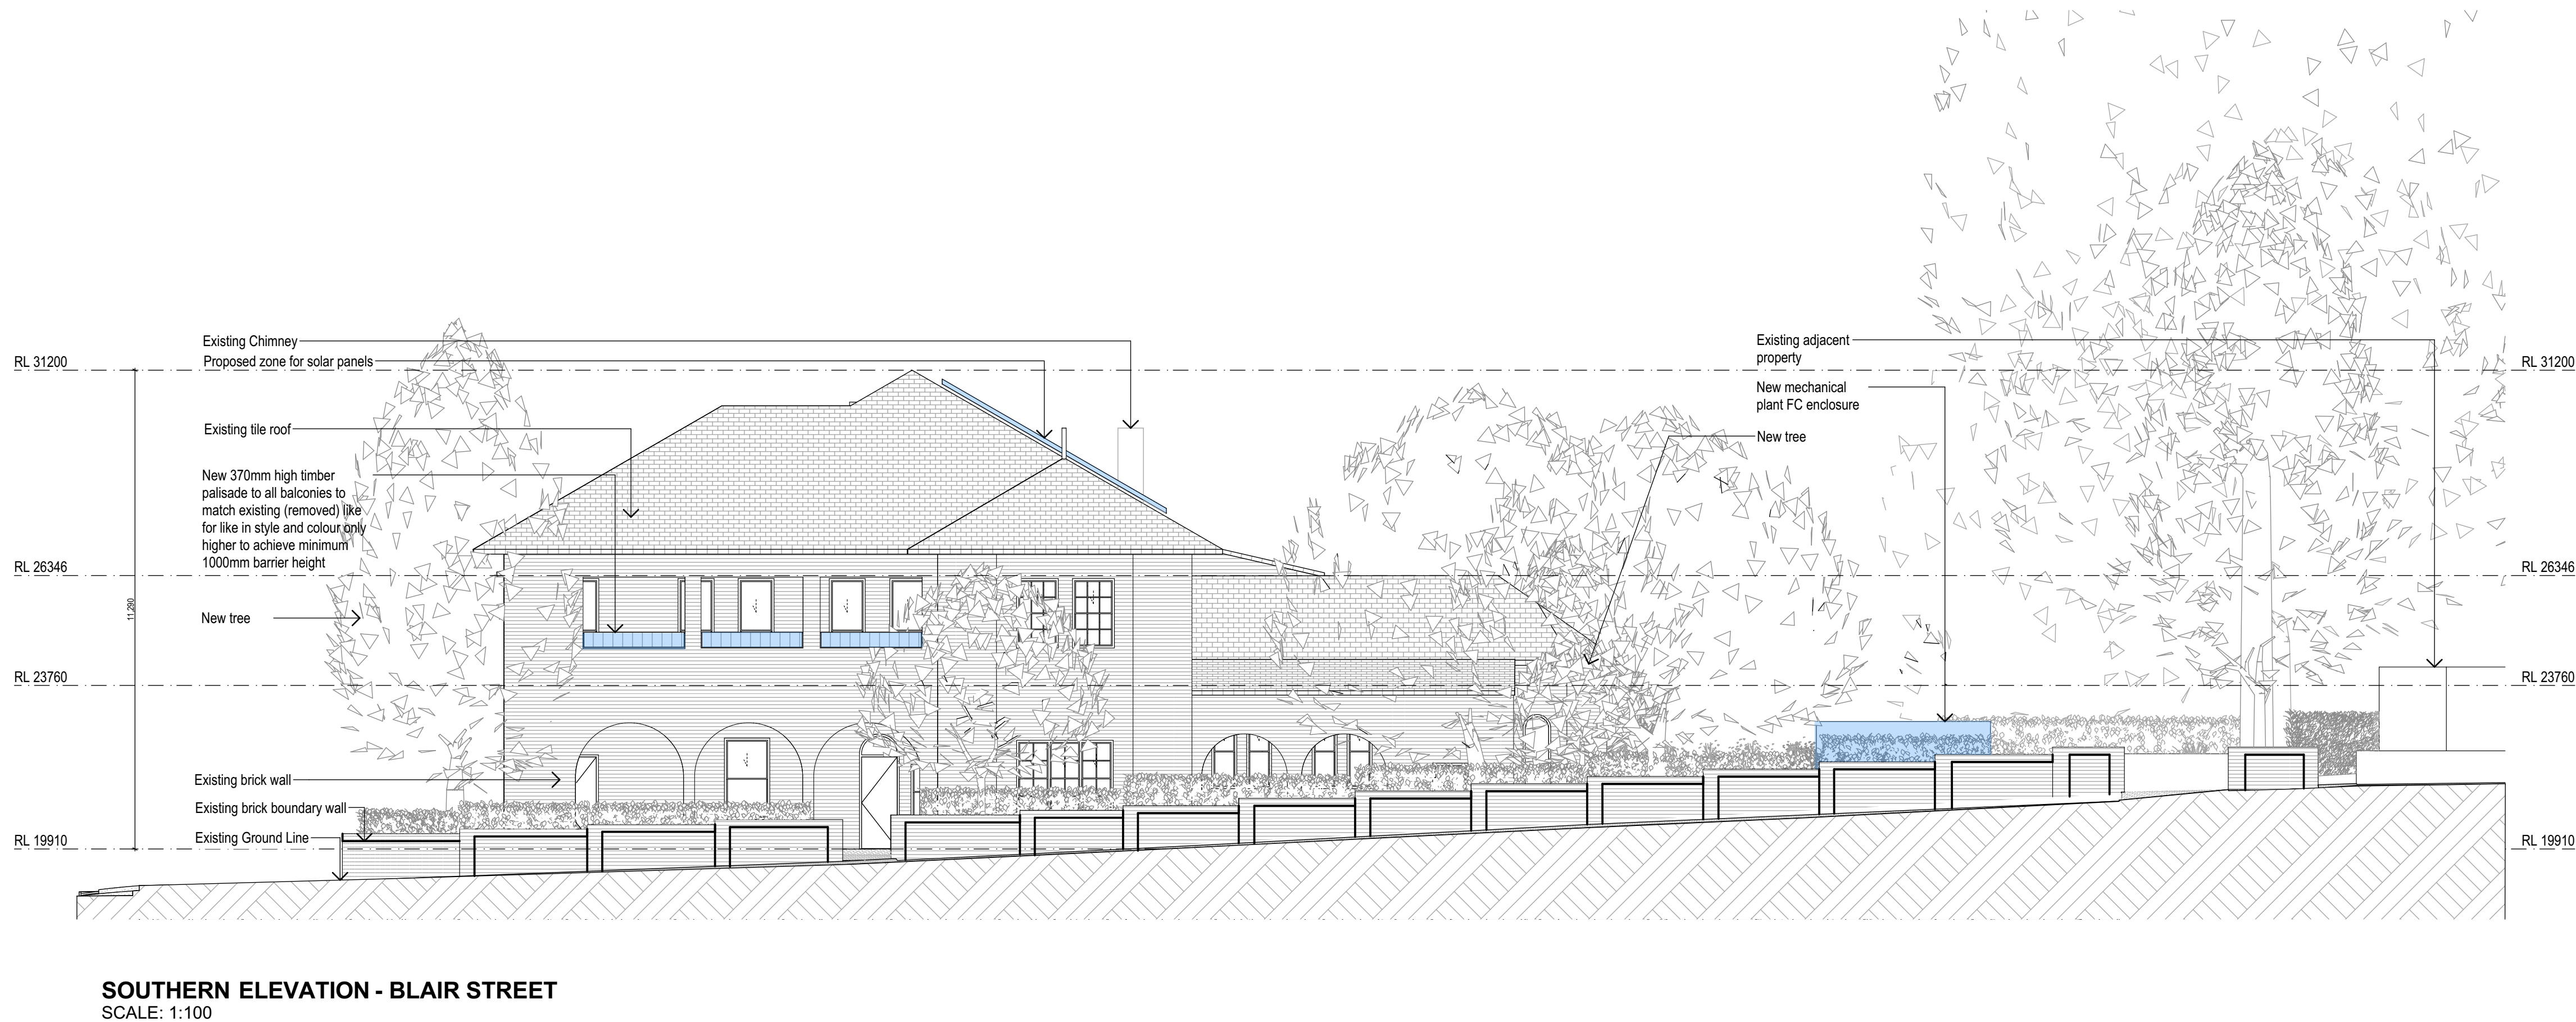 Existing Chimney
Proposed zone for solar panels
RL 31200
Existing tile roof
New 370mm high timber
palisade to all balconies to
match existing (removed) like
for like in style and colour only
higher to achieve minimum
1000mm barrier height
RL 26346
11,290
New tree
RL 23760
Existing brick wall
Existing brick boundary wall
Existing Ground Line
RL 19910
Existing adjacent
property
New mechanical
plant FC enclosure
New tree
RL 31200
RL 26346
RL 23760
RL 19910
SOUTHERN ELEVATION - BLAIR STREET
SCALE: 1:100